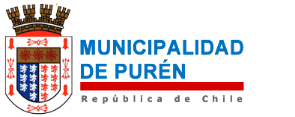 MUNICIPALIDAD
DE PURÉN
República de Chile